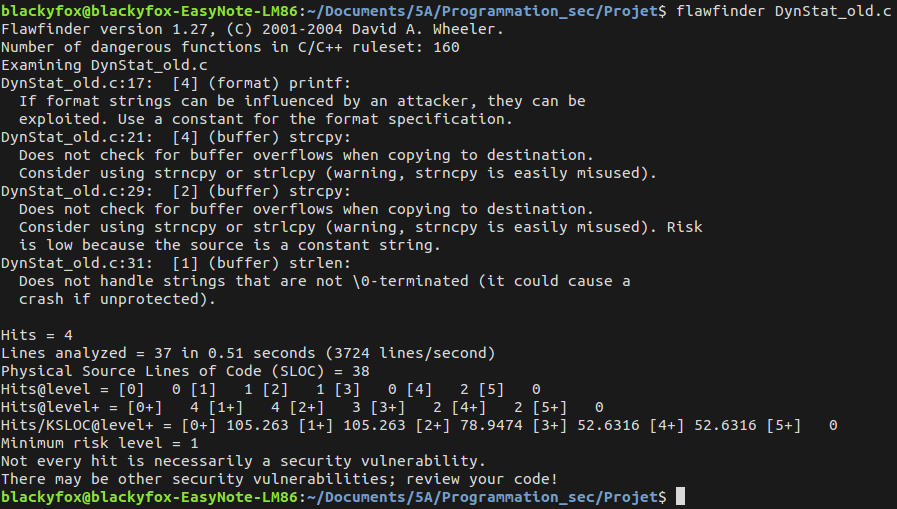 blackyfox@blackyfox-EasyNote-LM86:~/Documents/5A/Programmation_sec/Projet$ flawfinder DynStat_old.c
Flawfinder version 1.27, (C) 2001-2004 David A. Wheeler.
Number of dangerous functions in C/C++ ruleset: 160
Examining DynStat_old.c
DynStat_old.c:17:  [4] (format) printf:
  If format strings can be influenced by an attacker, they can be
  exploited. Use a constant for the format specification.
DynStat_old.c:21:  [4] (buffer) strcpy:
  Does not check for buffer overflows when copying to destination.
  Consider using strncpy or strlcpy (warning, strncpy is easily misused).
DynStat_old.c:29:  [2] (buffer) strcpy:
  Does not check for buffer overflows when copying to destination.
  Consider using strncpy or strlcpy (warning, strncpy is easily misused). Risk
  is low because the source is a constant string.
DynStat_old.c:31:  [1] (buffer) strlen:
  Does not handle strings that are not \0-terminated (it could cause a
  crash if unprotected).

Hits = 4
Lines analyzed = 37 in 0.51 seconds (3724 lines/second)
Physical Source Lines of Code (SLOC) = 38
Hits@level = [0]   0 [1]   1 [2]   1 [3]   0 [4]   2 [5]   0
Hits@level+ = [0+]   4 [1+]   4 [2+]   3 [3+]   2 [4+]   2 [5+]   0
Hits/KSLOC@level+ = [0+] 105.263 [1+] 105.263 [2+] 78.9474 [3+] 52.6316 [4+] 52.6316 [5+]   0
Minimum risk level = 1
Not every hit is necessarily a security vulnerability.
There may be other security vulnerabilities; review your code!
blackyfox@blackyfox-EasyNote-LM86:~/Documents/5A/Programmation_sec/Projet$